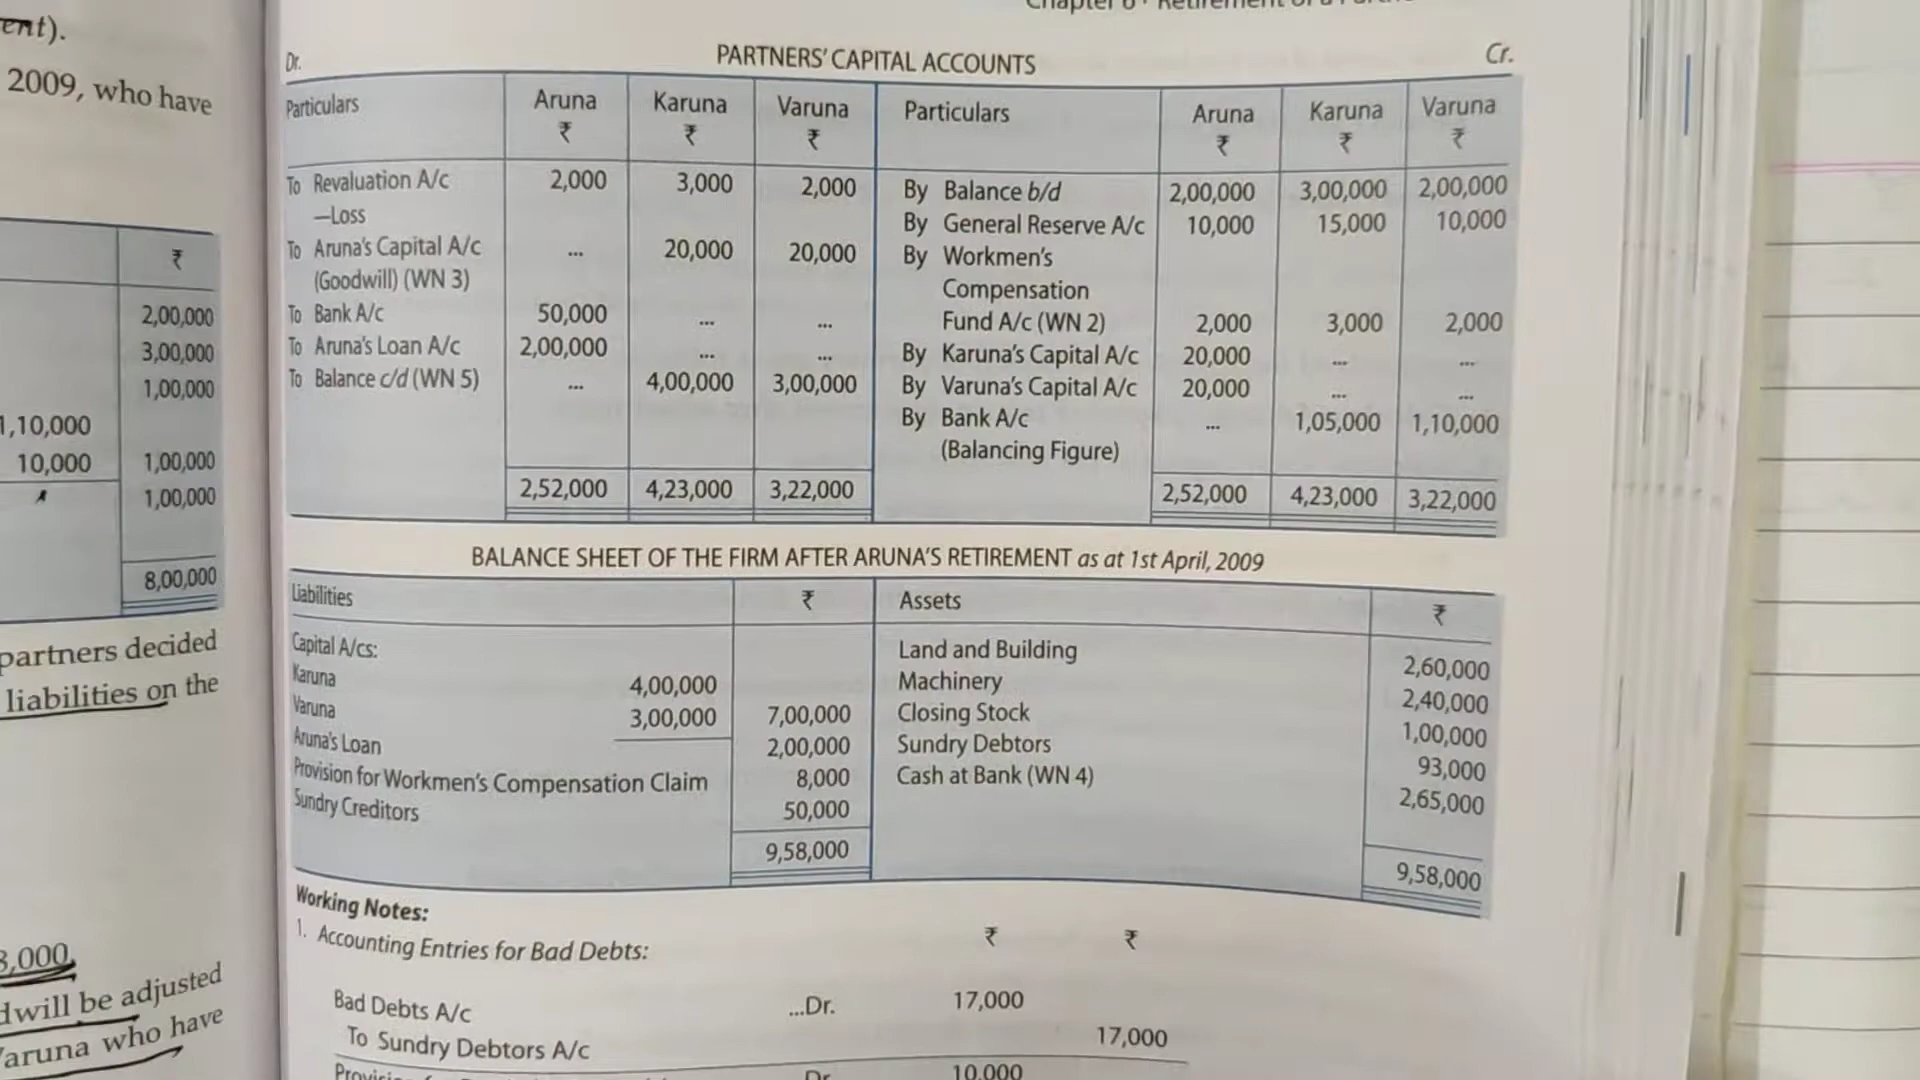 ent).
2009, who have
₹
2,00,000
3,00,000
1,00,000
1,10,000
10,000 1,00,000
1,00,000
8,00,000
partners decided
liabilities on the
3,000
dwill be adjusted
Varuna who have
Dr. PARTNERS' CAPITAL ACCOUNTS Cr.
Particulars Aruna Karuna Varuna Particulars Aruna Karuna Varuna
₹ ₹ ₹ ₹ ₹ ₹
To Revaluation A/c 2,000 3,000 2,000 By Balance b/d 2,00,000 3,00,000 2,00,000
—Loss By General Reserve A/c 10,000 15,000 10,000
To Aruna's Capital A/c ... 20,000 20,000 By Workmen's
(Goodwill) (WN 3) Compensation
To Bank A/c 50,000 ... ... Fund A/c (WN 2) 2,000 3,000 2,000
To Aruna's Loan A/c 2,00,000 ... ... By Karuna's Capital A/c 20,000 ... ...
To Balance c/d (WN 5) ... 4,00,000 3,00,000 By Varuna's Capital A/c 20,000 ... ...
By Bank A/c ... 1,05,000 1,10,000
(Balancing Figure)
2,52,000 4,23,000 3,22,000 2,52,000 4,23,000 3,22,000
BALANCE SHEET OF THE FIRM AFTER ARUNA'S RETIREMENT as at 1st April, 2009
Liabilities ₹ Assets ₹
Capital A/cs: Land and Building 2,60,000
Karuna 4,00,000 Machinery 2,40,000
Varuna 3,00,000 7,00,000 Closing Stock 1,00,000
Aruna's Loan 2,00,000 Sundry Debtors 93,000
Provision for Workmen's Compensation Claim 8,000 Cash at Bank (WN 4) 2,65,000
Sundry Creditors 50,000
9,58,000 9,58,000
Working Notes:
1. Accounting Entries for Bad Debts: ₹ ₹
Bad Debts A/c ...Dr. 17,000
To Sundry Debtors A/c 17,000
Dr. 10,000